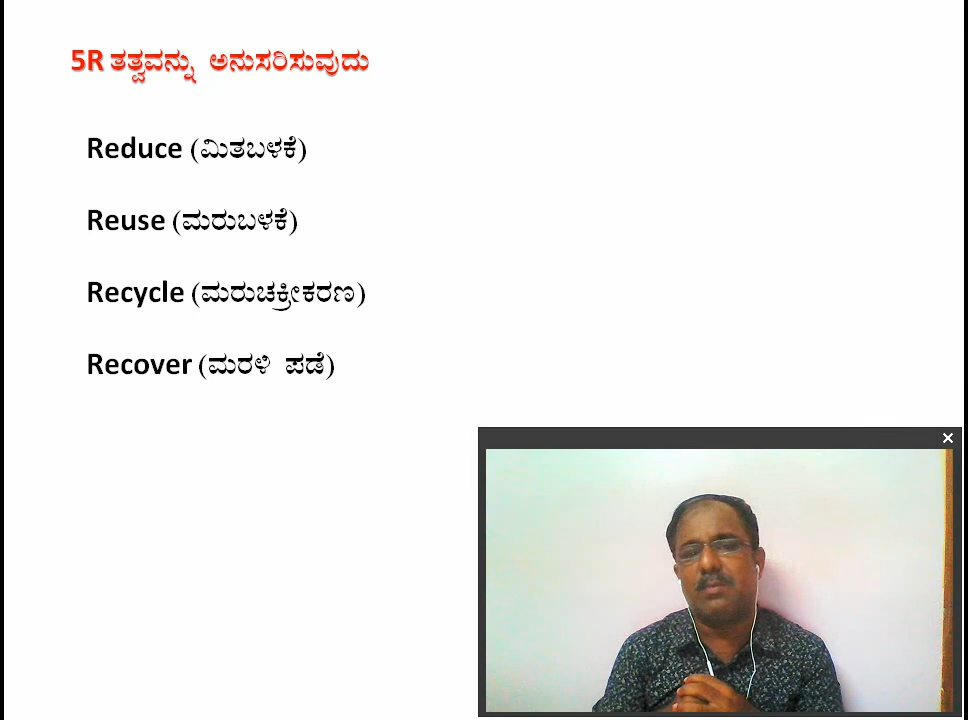 5R ತತ್ವವನ್ನು ಅನುಸರಿಸುವುದು
Reduce (ಮಿತಬಳಕೆ)
Reuse (ಮರುಬಳಕೆ)
Recycle (ಮರುಚಕ್ರೀಕರಣ)
Recover (ಮರಳಿ ಪಡೆ)